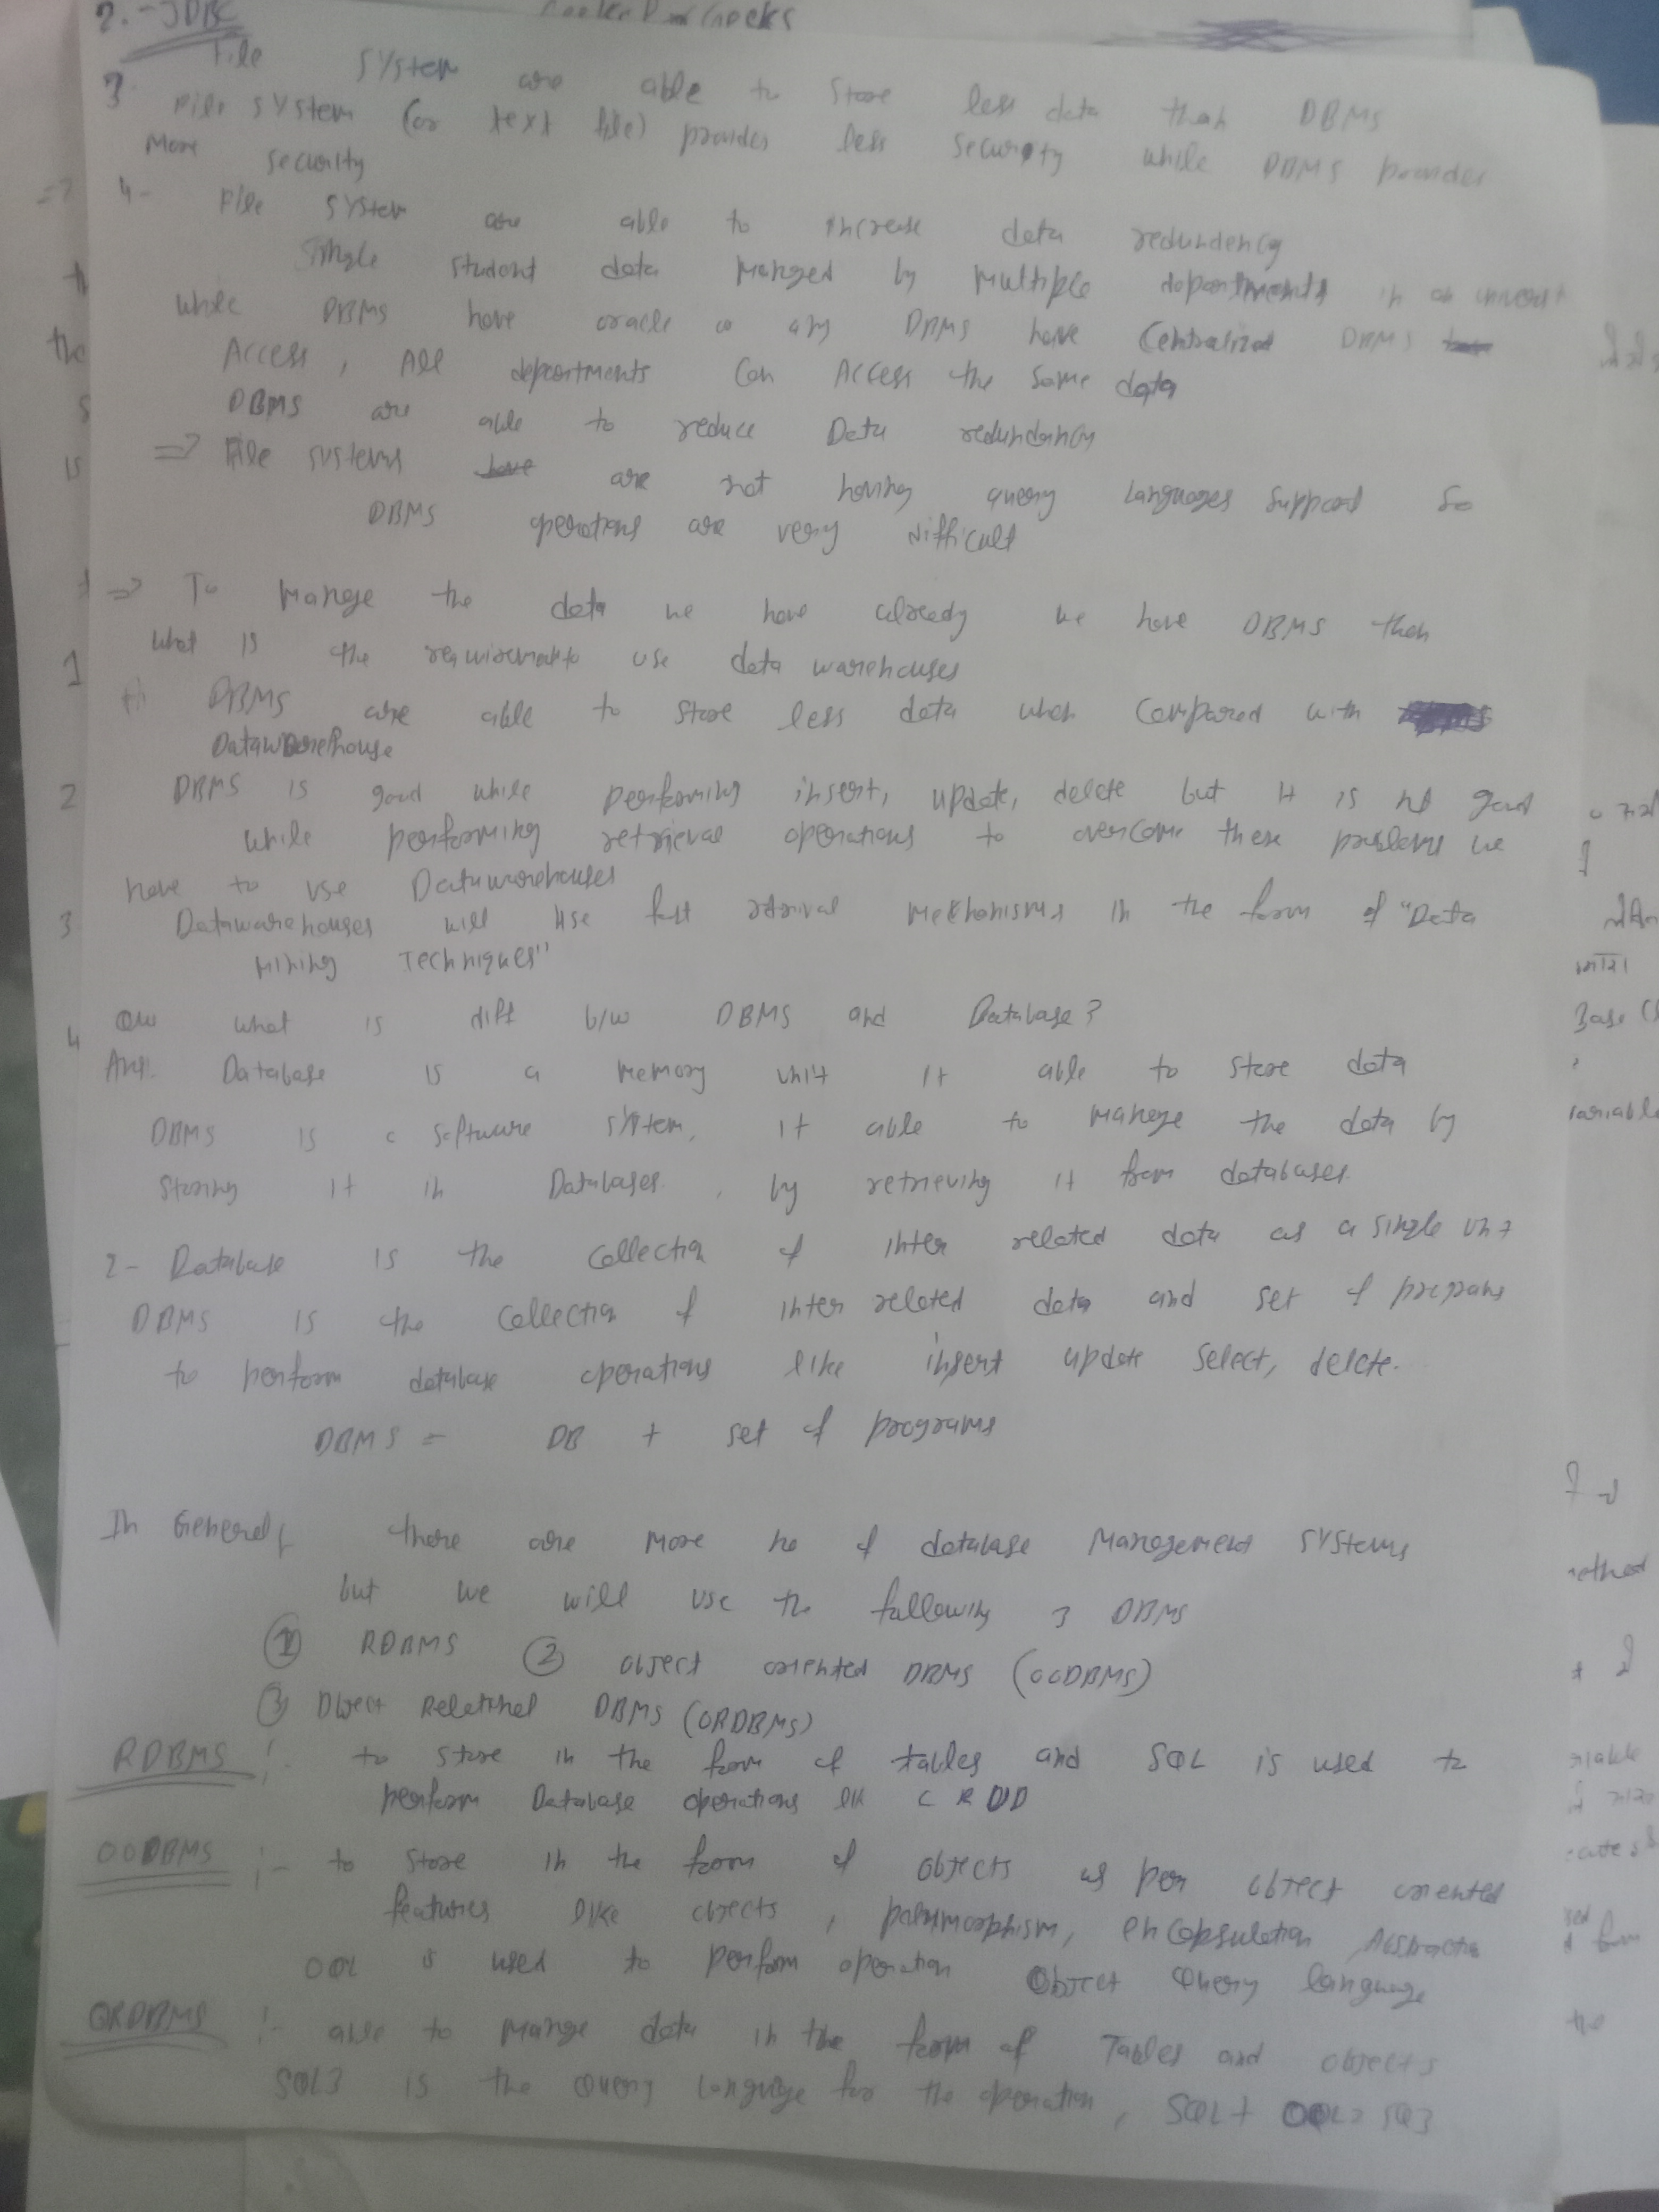 2. - JDBC
File system are able to store less data than DBMS
3- File system (or text file) provides less security while DBMS provides
More security
=> 4- File system are able to increase data redundency
Single student data manged by multiple departments in an
while DBMS have oracle or any DBMS have Centralized DBMS
Access, All departments Can Access the same data
DBMS are able to reduce Data redundancy
=> File systems are not having query languages support so
DBMS operations are very difficult
=> To mange the data we have already we have DBMS then
what is the requirement to use data warehouses
1 DBMS are able to store less data when compared with
Datawarehouse
2 DBMS is good while performing insert, update, delete but it is not good
while performing retrieval operations to overcome these problems we
have to use Datawarehouses
3 Datawarehouses will use fast retrival mekhanisms in the form of "Data
Mining Techniques"
Que what is diff b/w DBMS and Database?
4
Ans:- Database is a memory unit it able to store data
DBMS is a software system, it able to manege the data by
storing it in Databases, by retrieving it from databases.
2- Database is the collection of inter related data as a single unit
DBMS is the collection of inter related data and set of programs
to perform database operations like insert update select, delete.
DBMS = DB + set of programs
In General there are more no of database Management systems
but we will use the following 3 DBMS
① RDBMS ② object oriented DBMS (OODBMS)
③ Object Relational DBMS (ORDBMS)
RDBMS :- to store in the form of tables and SQL is used to
perform Database operations lik CRUD
OODBMS :- to store in the form of objects as per object oriented
features like objects, polymorphism, encapsulation, Abstraction
OQL is used to perform operation Object Query language
ORDBMS :- able to mange data in the form of Tables and objects
SQL3 is the query language for the operation, SQL + OQL = SQ3
Base
variable
method
the